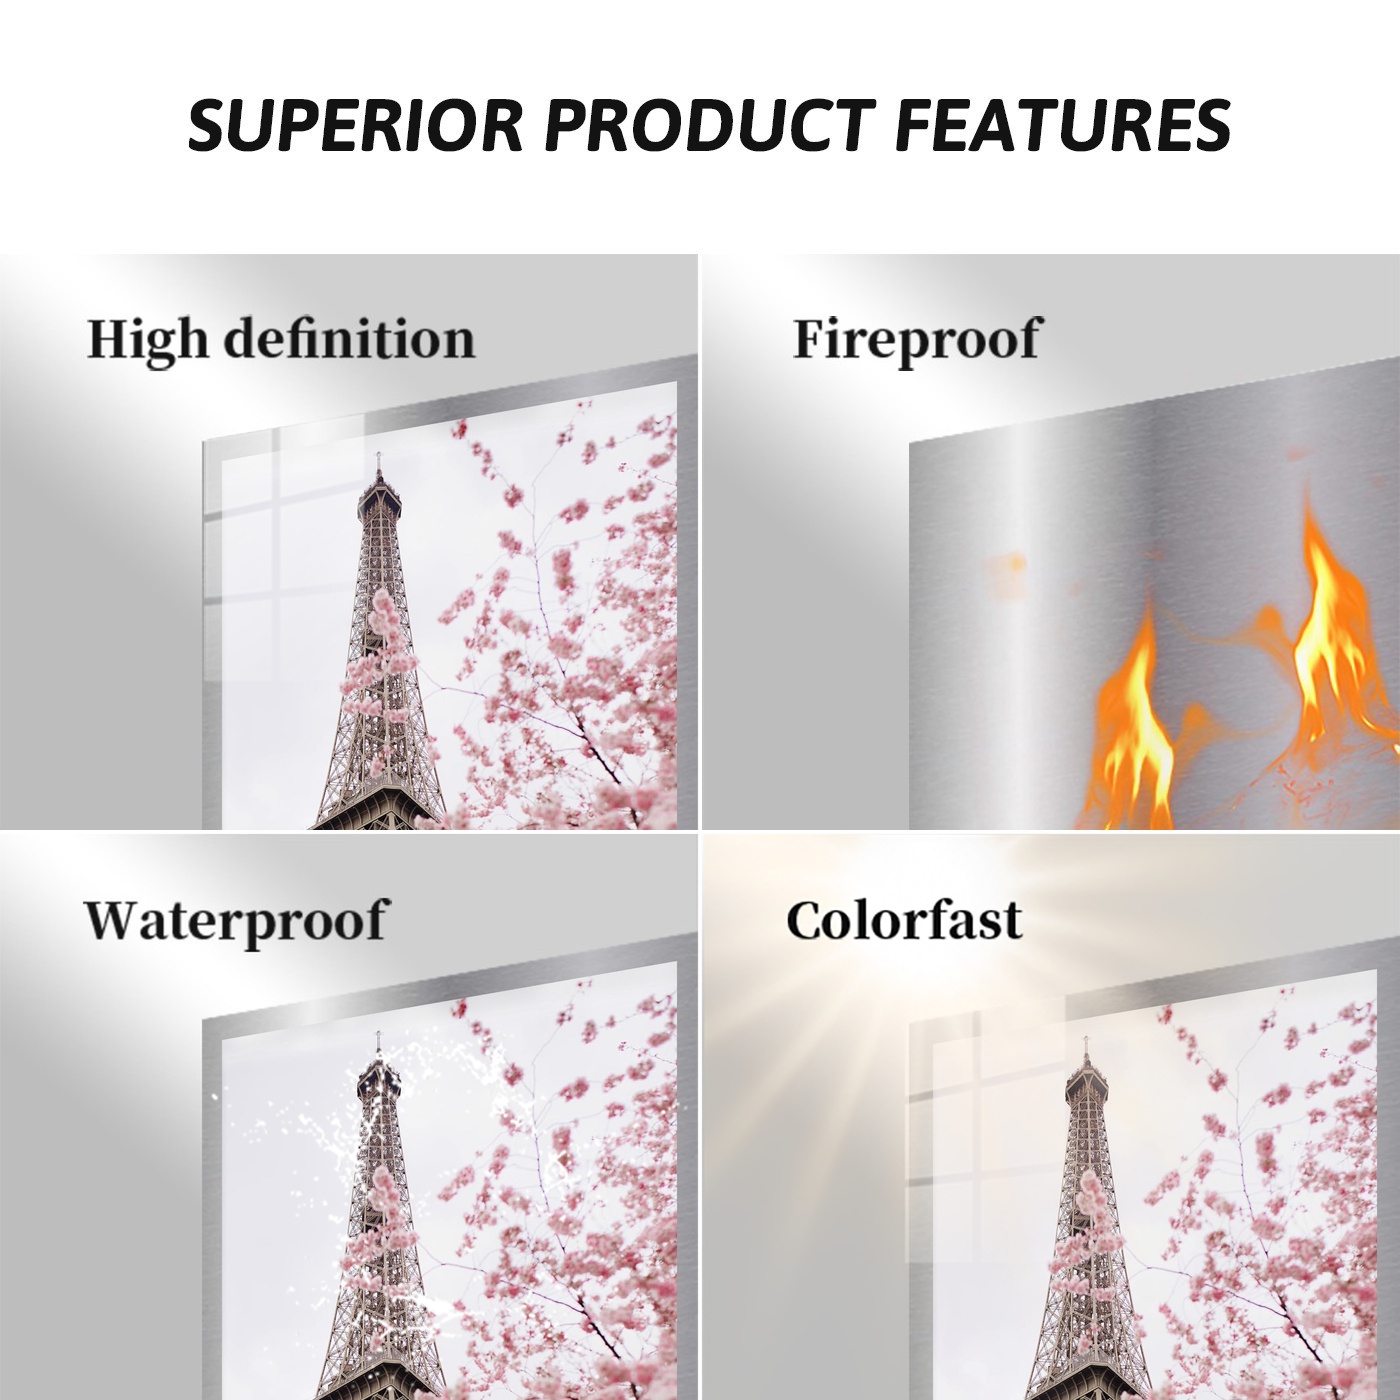 SUPERIOR PRODUCT FEATURES
High definition
Fireproof
Waterproof
Colorfast